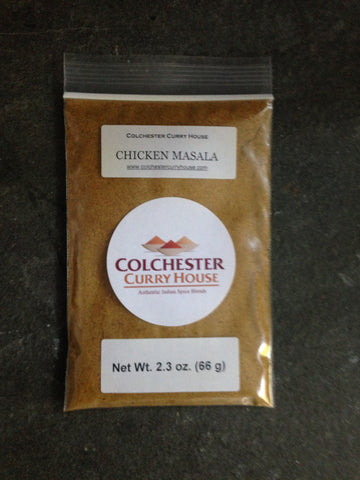 COLCHESTER CURRY HOUSE
CHICKEN MASALA
www.colchestercurryhouse.com
COLCHESTER
CURRY HOUSE
Authentic Indian Spice Blends
Net Wt. 2.3 oz. (66 g)